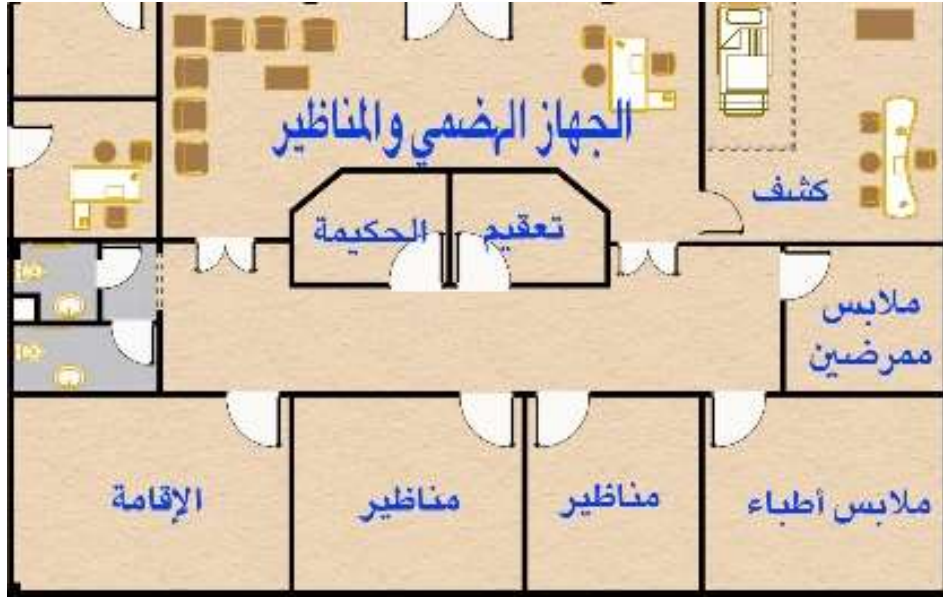 الجهاز الهضمي والمناظير
كشف
تعقيم
الحكيمة
ملابس
ممرضين
ملابس أطباء
مناظير
مناظير
الإقامة